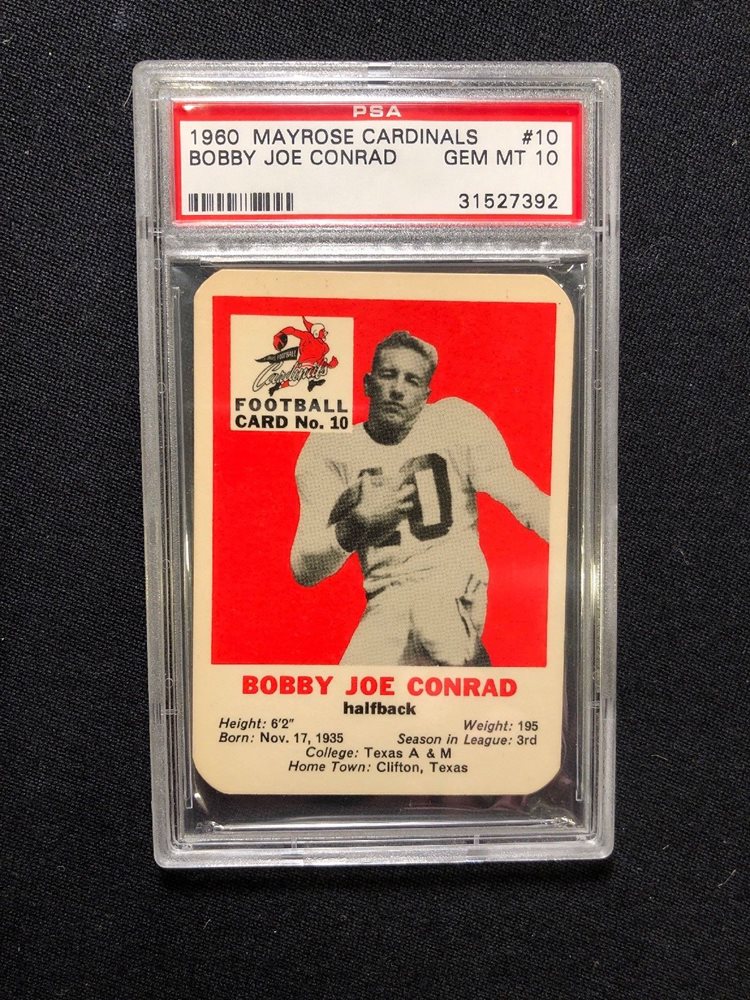 PSA
1960 MAYROSE CARDINALS #10
BOBBY JOE CONRAD GEM MT 10
31527392
FOOTBALL
Cardinals
FOOTBALL
CARD No. 10
10
BOBBY JOE CONRAD
halfback
Height: 6'2" Weight: 195
Born: Nov. 17, 1935 Season in League: 3rd
College: Texas A & M
Home Town: Clifton, Texas